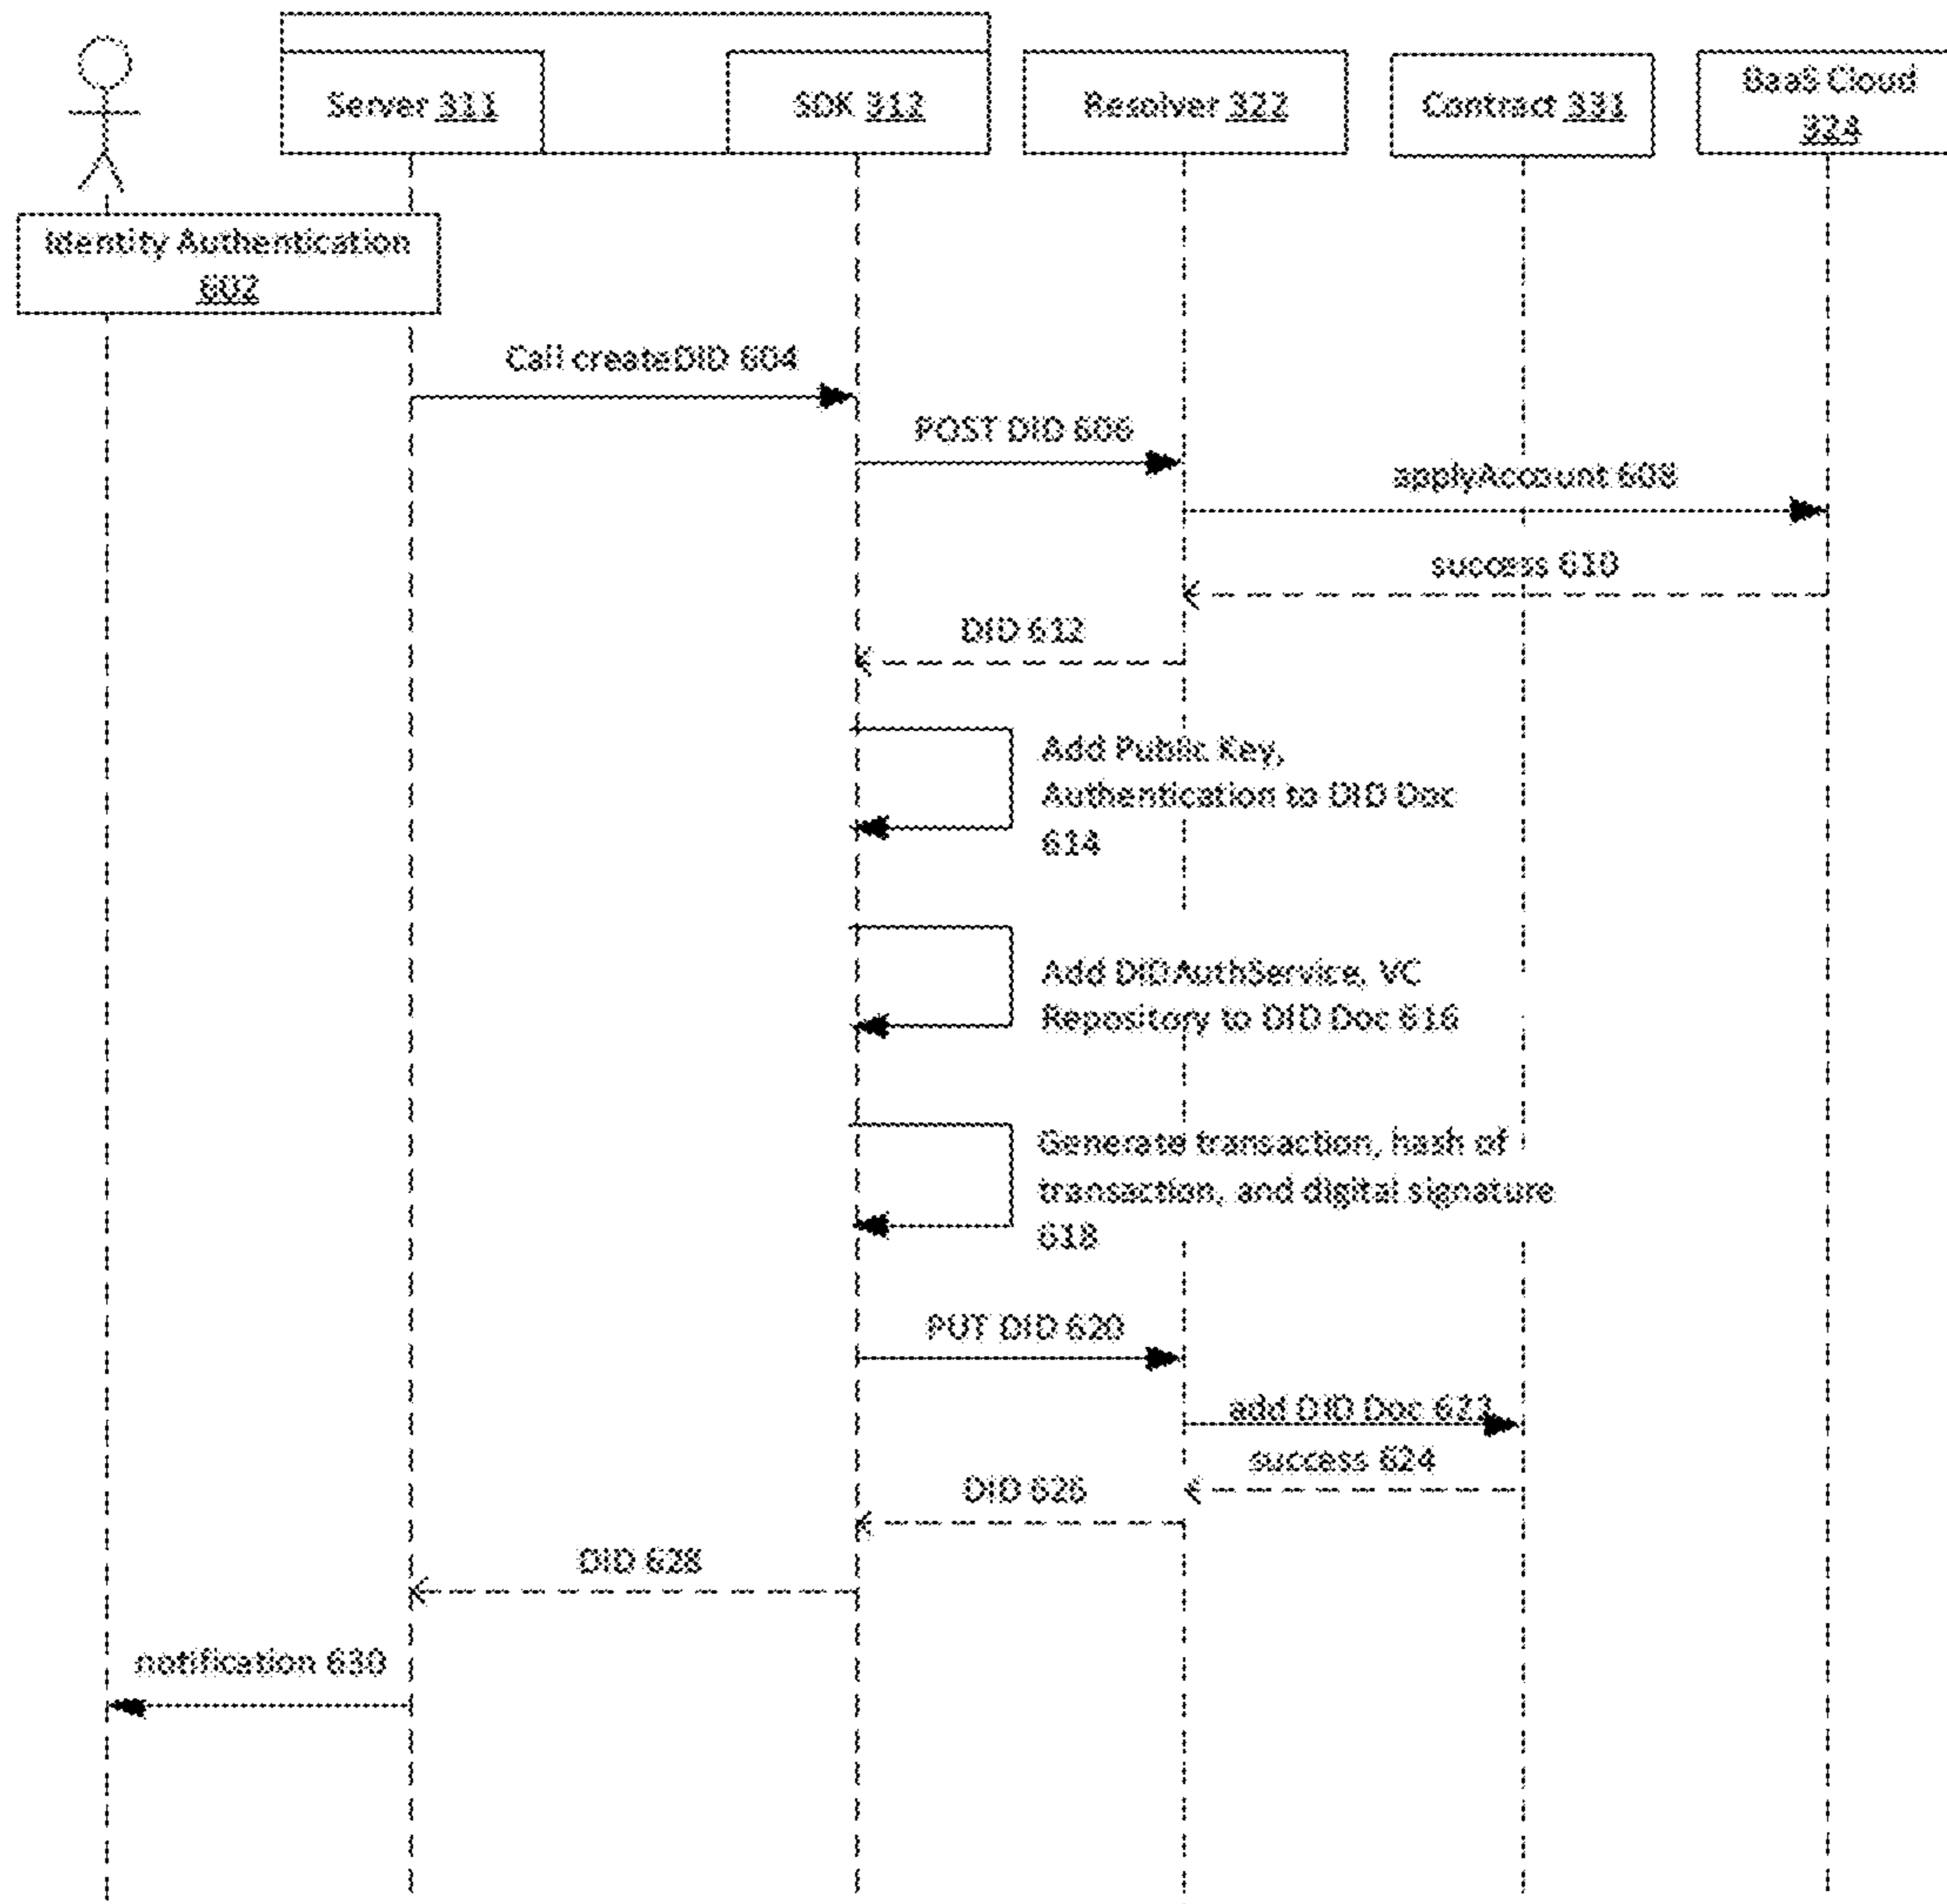 Server 311
SDK 312
Resolver 322
Contract 331
BaaS Cloud
324
Identity Authentication
602
Call createDID 604
POST DID 606
applyAccount 608
success 610
DID 612
Add Public Key,
Authentication to DID Doc
614
Add DIDAuthService, VC
Repository to DID Doc 616
Generate transaction, hash of
transaction, and digital signature
618
PUT DID 620
add DID Doc 622
success 624
DID 626
DID 628
notification 630